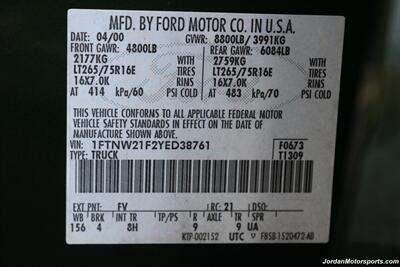 MFD. BY FORD MOTOR CO. IN U.S.A.
DATE: 04/00 GVWR: 8800LB/ 3991KG
FRONT GAWR: 4800LB REAR GAWR: 6084LB
2177KG WITH 2759KG WITH
LT265/75R16E TIRES LT265/75R16E TIRES
16X7.0K RIMS 16X7.0K RIMS
AT 414 kPa/60 PSI COLD AT 483 kPa/70 PSI COLD
THIS VEHICLE CONFORMS TO ALL APPLICABLE FEDERAL MOTOR
VEHICLE SAFETY STANDARDS IN EFFECT ON THE DATE OF
MANUFACTURE SHOWN ABOVE.
VIN: 1FTNW21F2YED38761 F0673
TYPE: TRUCK T1309
EXT PNT: FV RC: 21 DSO:
WB BRK INT TR TP/PS R AXLE TR SPR
156 4 8H 9 9 UA
KTP-002152 UTC F85B-1520472-AB
JordanMotorsports.com